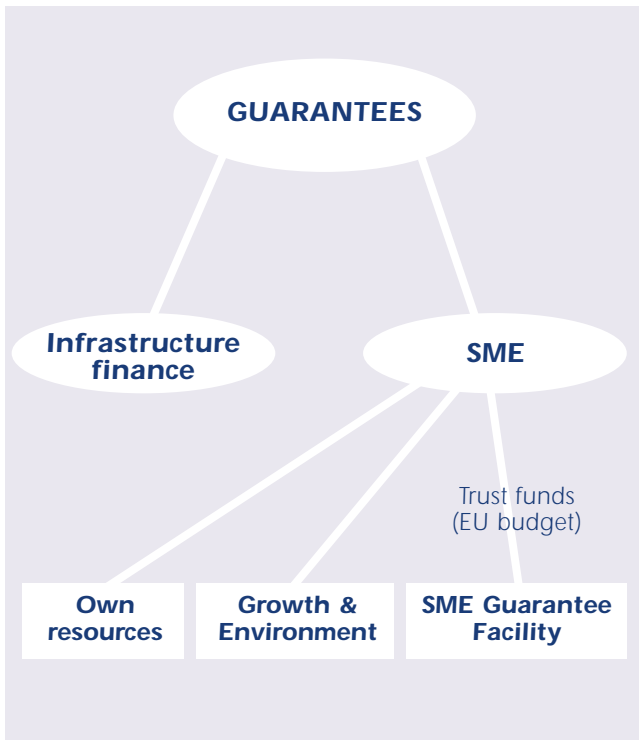 GUARANTEES
Infrastructure
finance
SME
Trust funds
(EU budget)
Own
resources
Growth &
Environment
SME Guarantee
Facility